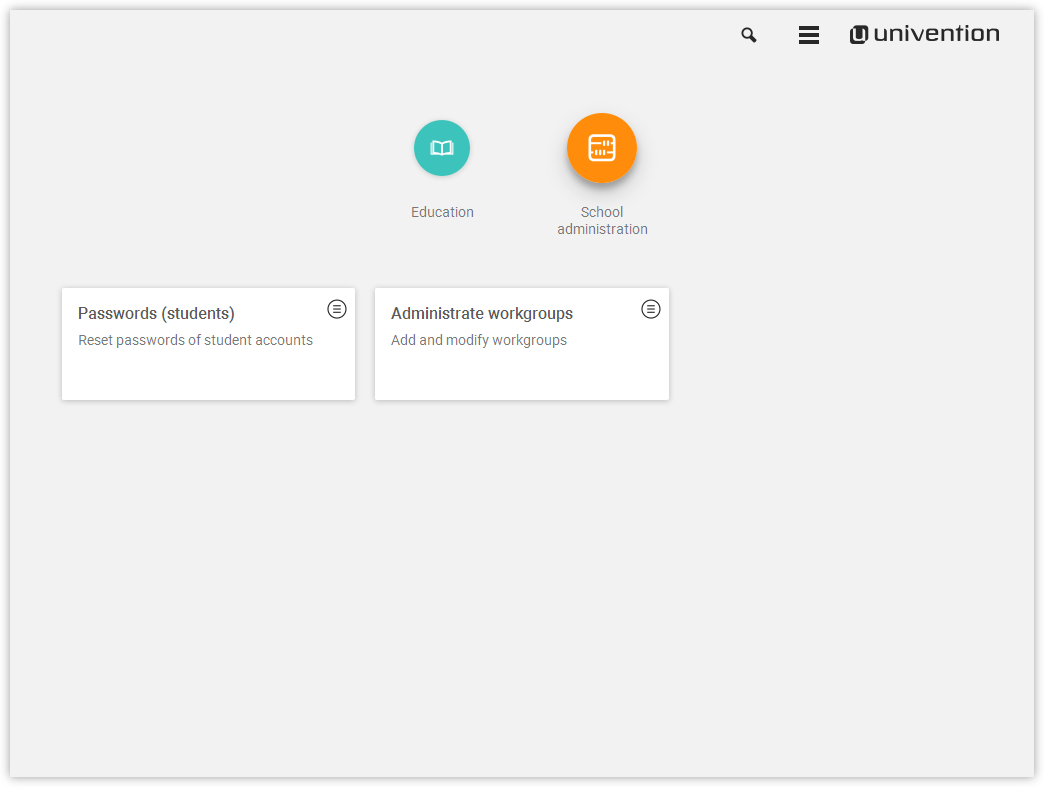 univention
Education
School
administration
Passwords (students)
Reset passwords of student accounts
Administrate workgroups
Add and modify workgroups